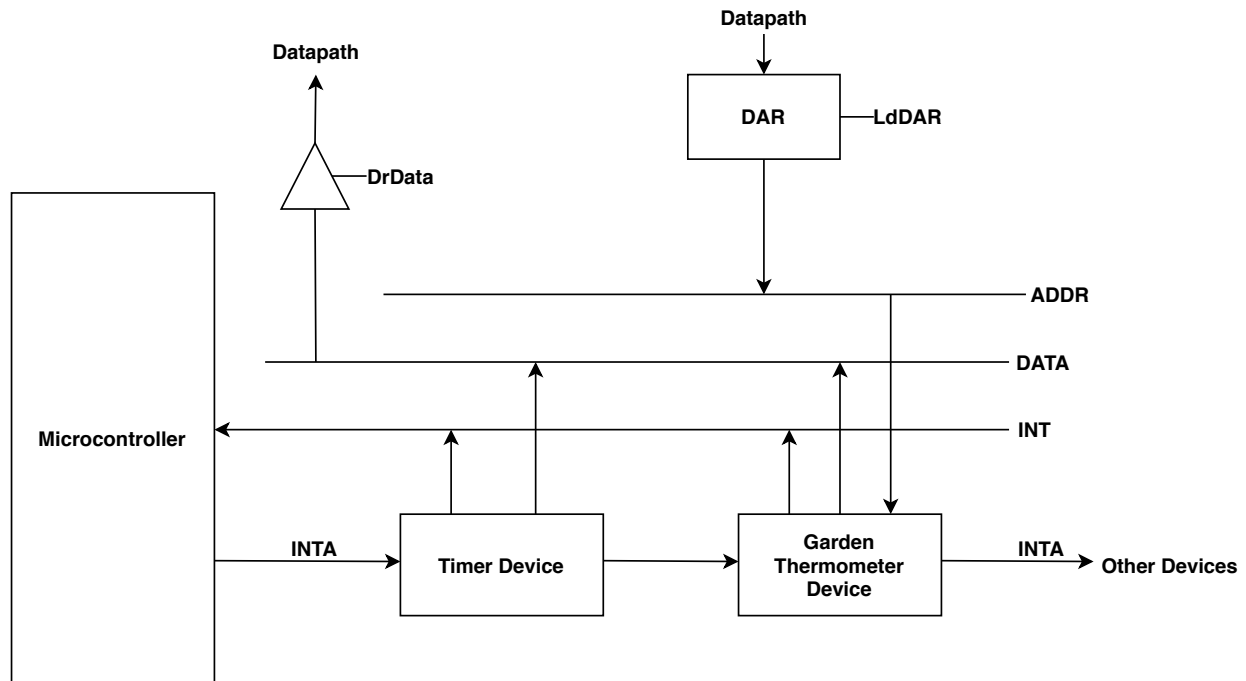 Datapath
Datapath
DAR
LdDAR
DrData
ADDR
DATA
Microcontroller
INT
INTA
Timer Device
Garden
Thermometer
Device
INTA
Other Devices